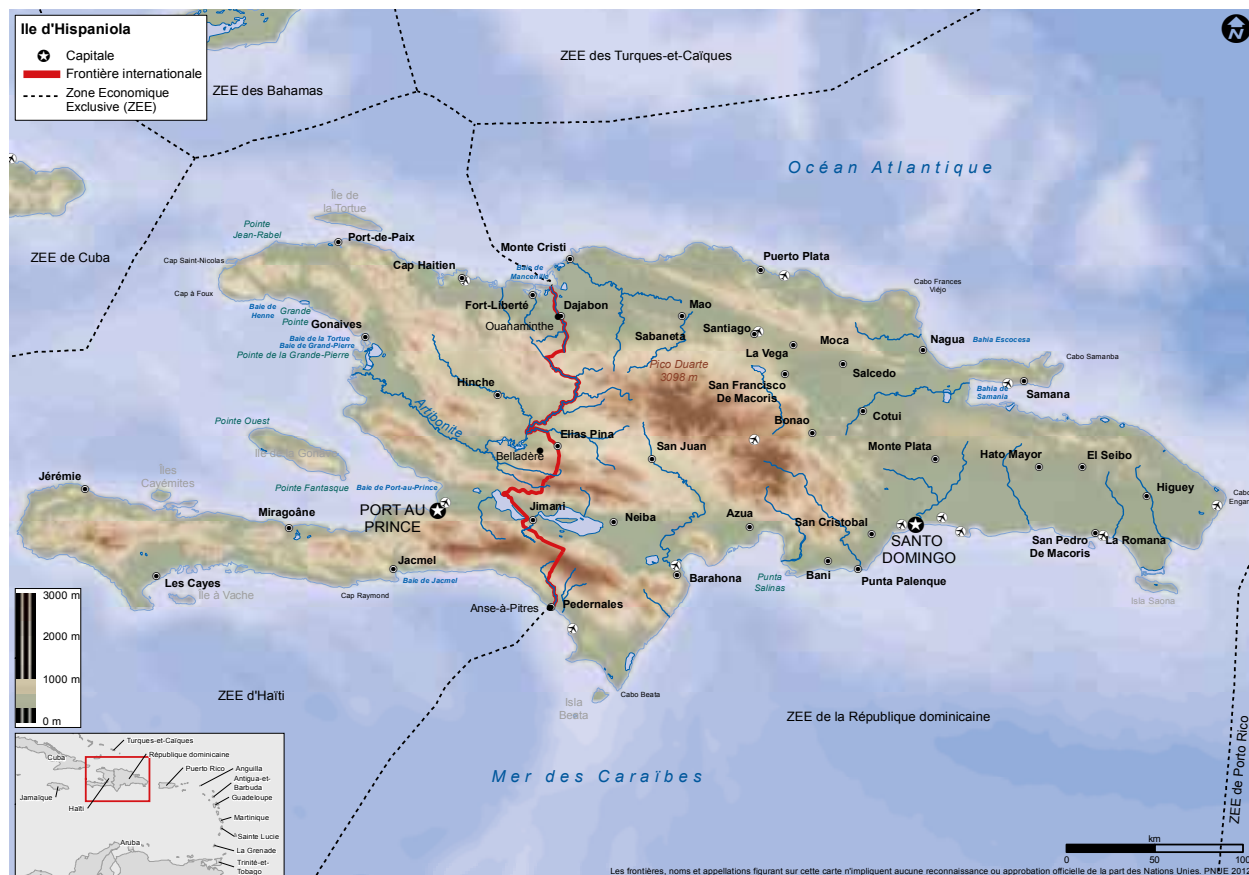 Ile d'Hispaniola
Capitale
Frontière internationale
Zone Economique
Exclusive (ZEE)
N
ZEE des Turques-et-Caïques
ZEE des Bahamas
Océan Atlantique
Île de
la Tortue
Pointe
Jean-Rabel
Port-de-Paix
ZEE de Cuba
Cap Saint-Nicolas
Cap à Foux
Cap Haitien
Monte Cristi
Baie de
Mancenille
Puerto Plata
Cabo Frances
Viejo
Baie de
Henne
Grande
Pointe
Fort-Liberté
Dajabon
Ouanaminthe
Mao
Sabaneta
Santiago
Gonaives
Baie de la Tortue
Baie de Grand-Pierre
Pointe de la Grande-Pierre
Moca
La Vega
Nagua
Bahia Escocesa
Cabo Samanba
Pico Duarte
3098 m
Salcedo
San Francisco
De Macoris
Bahia de
Samania
Samana
Hinche
Artibonite
Cotui
Bonao
Pointe Ouest
Elias Pina
Belladère
San Juan
Monte Plata
Hato Mayor
El Seibo
Île de la Gonâve
Îles
Cayémites
Jérémie
Pointe Fantasque
Baie de Port-au-Prince
Higuey
Cabo
Engan
PORT AU
PRINCE
Miragoâne
Jimani
Neiba
Azua
San Cristobal
SANTO
DOMINGO
San Pedro
De Macoris
La Romana
Jacmel
Baie de Jacmel
Les Cayes
Île à Vache
Cap Raymond
Barahona
Punta
Salinas
Bani
Punta Palenque
Isla Saona
Anse-à-Pitres
Pedernales
3000 m
2000 m
1000 m
0 m
ZEE d'Haïti
Isla
Beata
Cabo Beata
ZEE de la République dominicaine
ZEE de Porto Rico
Mer des Caraïbes
Turques-et-Caïques
Cuba
République dominicaine
Puerto Rico
Anguilla
Antigua-et-
Barbuda
Jamaïque
Haïti
Guadeloupe
Martinique
Sainte Lucie
Aruba
La Grenade
Trinité-et-
Tobago
km
0 50 100
Les frontières, noms et appellations figurant sur cette carte n'impliquent aucune reconnaissance ou approbation officielle de la part des Nations Unies. PNUE 2012